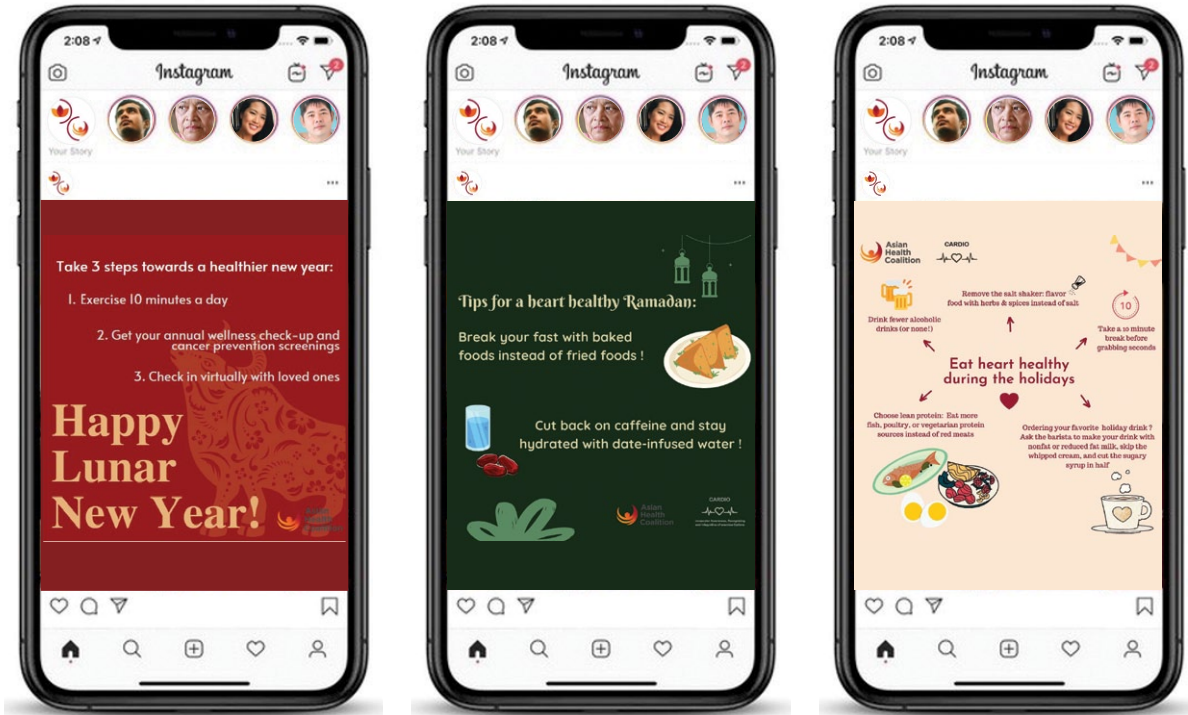 2:08
Instagram
2
Your Story
Take 3 steps towards a healthier new year:
1. Exercise 10 minutes a day
2. Get your annual wellness check-up and
cancer prevention screenings
3. Check in virtually with loved ones
Happy
Lunar
New Year!
Asian
Health
Coalition
2:08
Instagram
2
Your Story
Tips for a heart healthy Ramadan:
Break your fast with baked
foods instead of fried foods !
Cut back on caffeine and stay
hydrated with date-infused water !
Asian
Health
Coalition
CARDIO
2:08
Instagram
2
Your Story
Asian
Health
Coalition
CARDIO
Remove the salt shaker: flavor
food with herbs & spices instead of salt
10
Drink fewer alcoholic
drinks (or none!)
Take a 10 minute
break before
grabbing seconds
Eat heart healthy
during the holidays
Choose lean protein: Eat more
fish, poultry, or vegetarian protein
sources instead of red meats
Ordering your favorite holiday drink ?
Ask the barista to make your drink with
nonfat or reduced fat milk, skip the
whipped cream, and cut the sugary
syrup in half